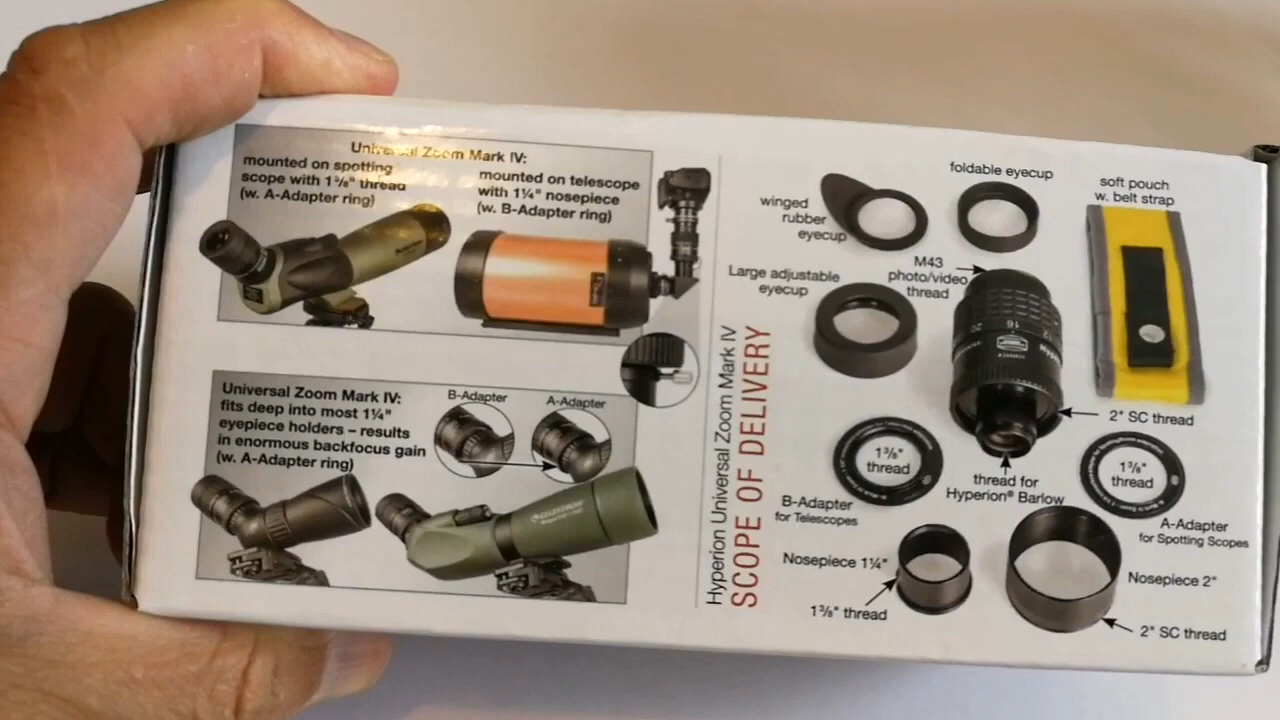 Universal Zoom Mark IV:
mounted on spotting
scope with 1⅜" thread
(w. A-Adapter ring)
mounted on telescope
with 1¼" nosepiece
(w. B-Adapter ring)
Universal Zoom Mark IV:
fits deep into most 1¼"
eyepiece holders – results
in enormous backfocus gain
(w. A-Adapter ring)
B-Adapter
A-Adapter
CELESTRON
Hyperion Universal Zoom Mark IV
SCOPE OF DELIVERY
winged
rubber
eyecup
foldable eyecup
soft pouch
w. belt strap
Large adjustable
eyecup
M43
photo/video
thread
20 16 12
2" SC thread
1⅜"
thread
B-Adapter
for Telescopes
thread for
Hyperion® Barlow
1⅜"
thread
A-Adapter
for Spotting Scopes
Nosepiece 1¼"
1⅜" thread
Nosepiece 2"
2" SC thread